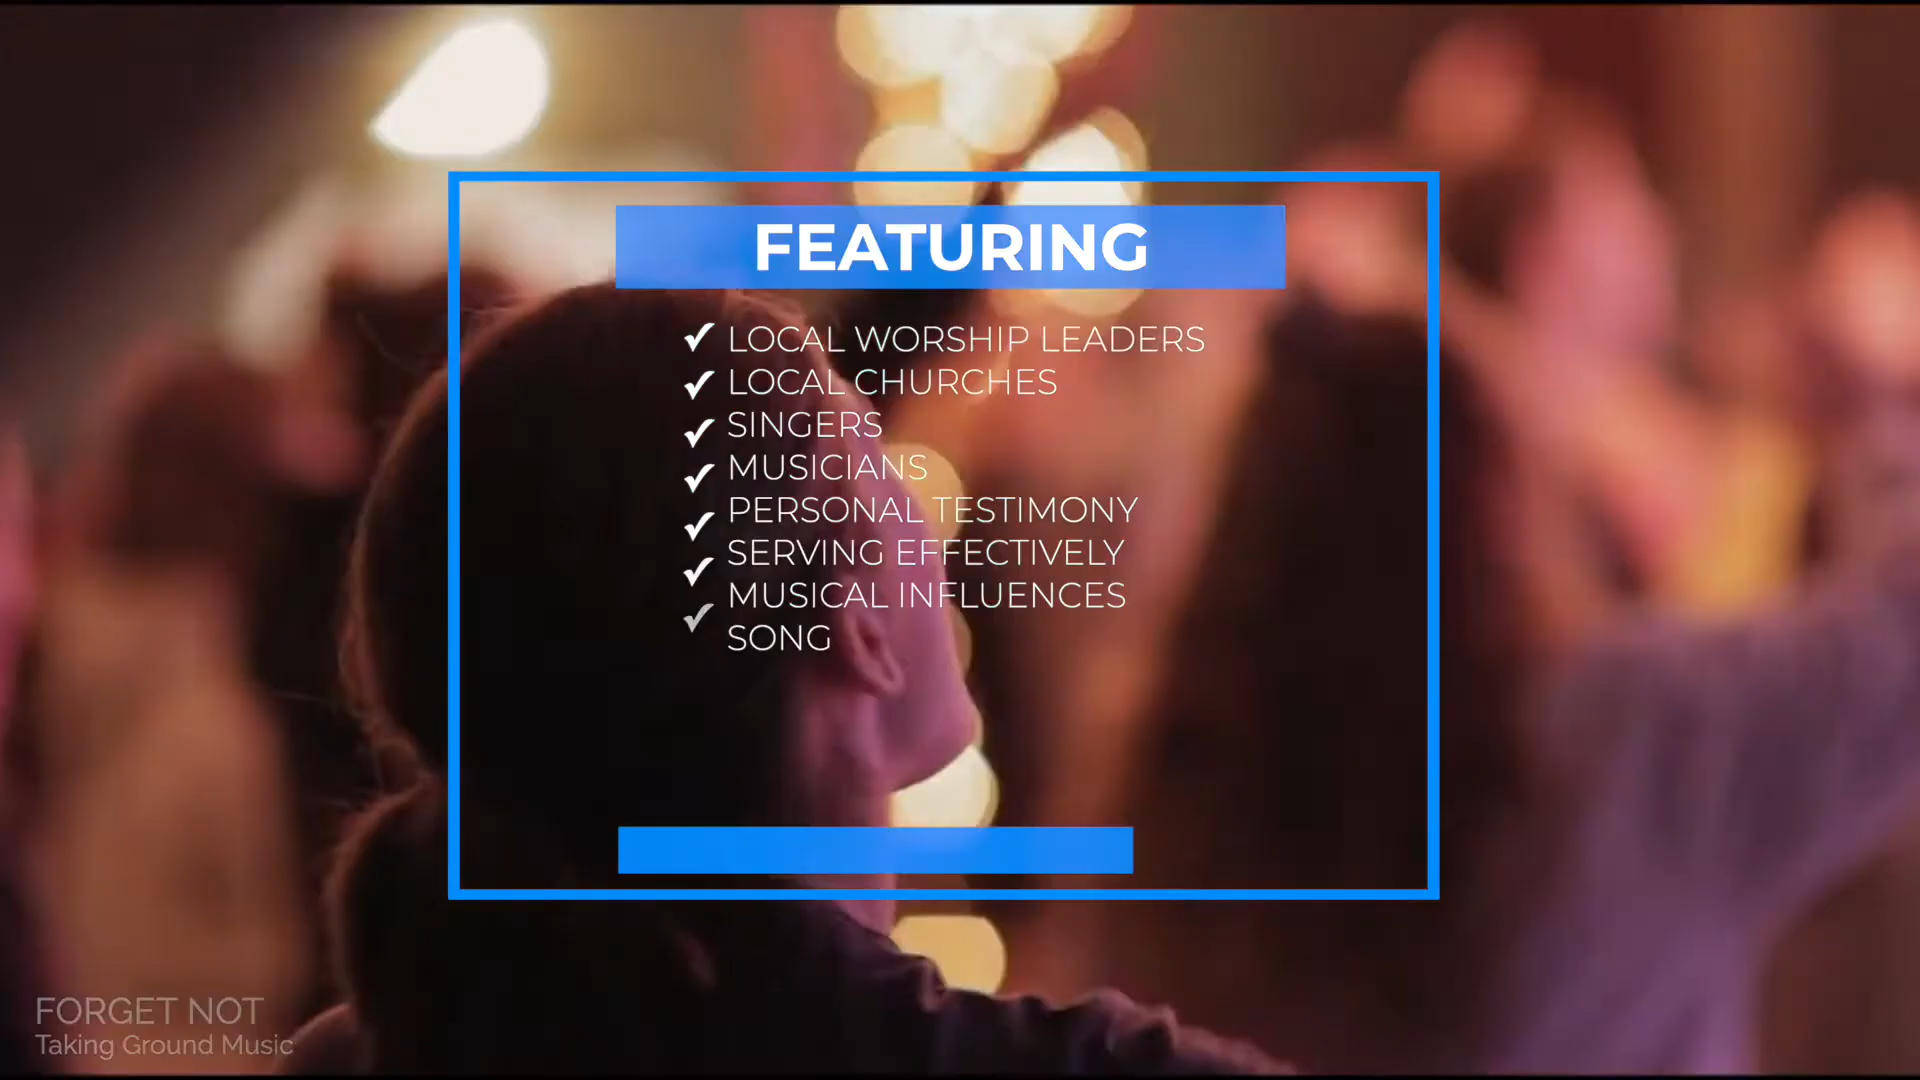 FEATURING
LOCAL WORSHIP LEADERS
LOCAL CHURCHES
SINGERS
MUSICIANS
PERSONAL TESTIMONY
SERVING EFFECTIVELY
MUSICAL INFLUENCES
SONG
FORGET NOT
Taking Ground Music